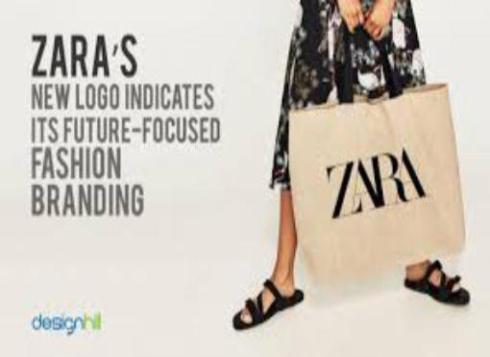 ZARA'S
NEW LOGO INDICATES
ITS FUTURE-FOCUSED
FASHION
BRANDING
ZARA
designhill